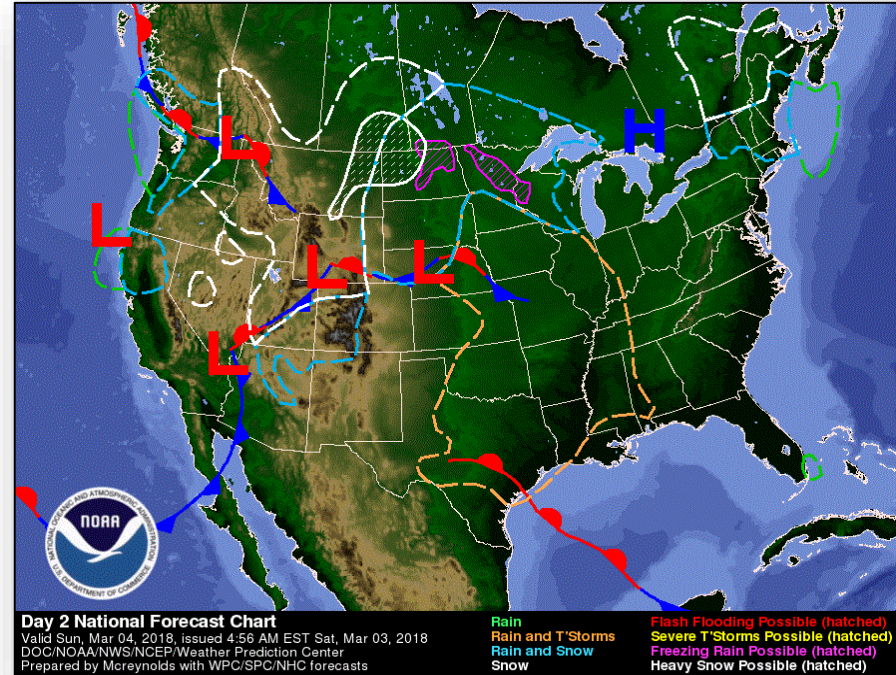 H
L
L
L
L
L
NATIONAL OCEANIC AND ATMOSPHERIC ADMINISTRATION
NOAA
U.S. DEPARTMENT OF COMMERCE
Day 2 National Forecast Chart
Valid Sun, Mar 04, 2018, issued 4:56 AM EST Sat, Mar 03, 2018
DOC/NOAA/NWS/NCEP/Weather Prediction Center
Prepared by Mcreynolds with WPC/SPC/NHC forecasts
Rain
Rain and T'Storms
Rain and Snow
Snow
Flash Flooding Possible (hatched)
Severe T'Storms Possible (hatched)
Freezing Rain Possible (hatched)
Heavy Snow Possible (hatched)